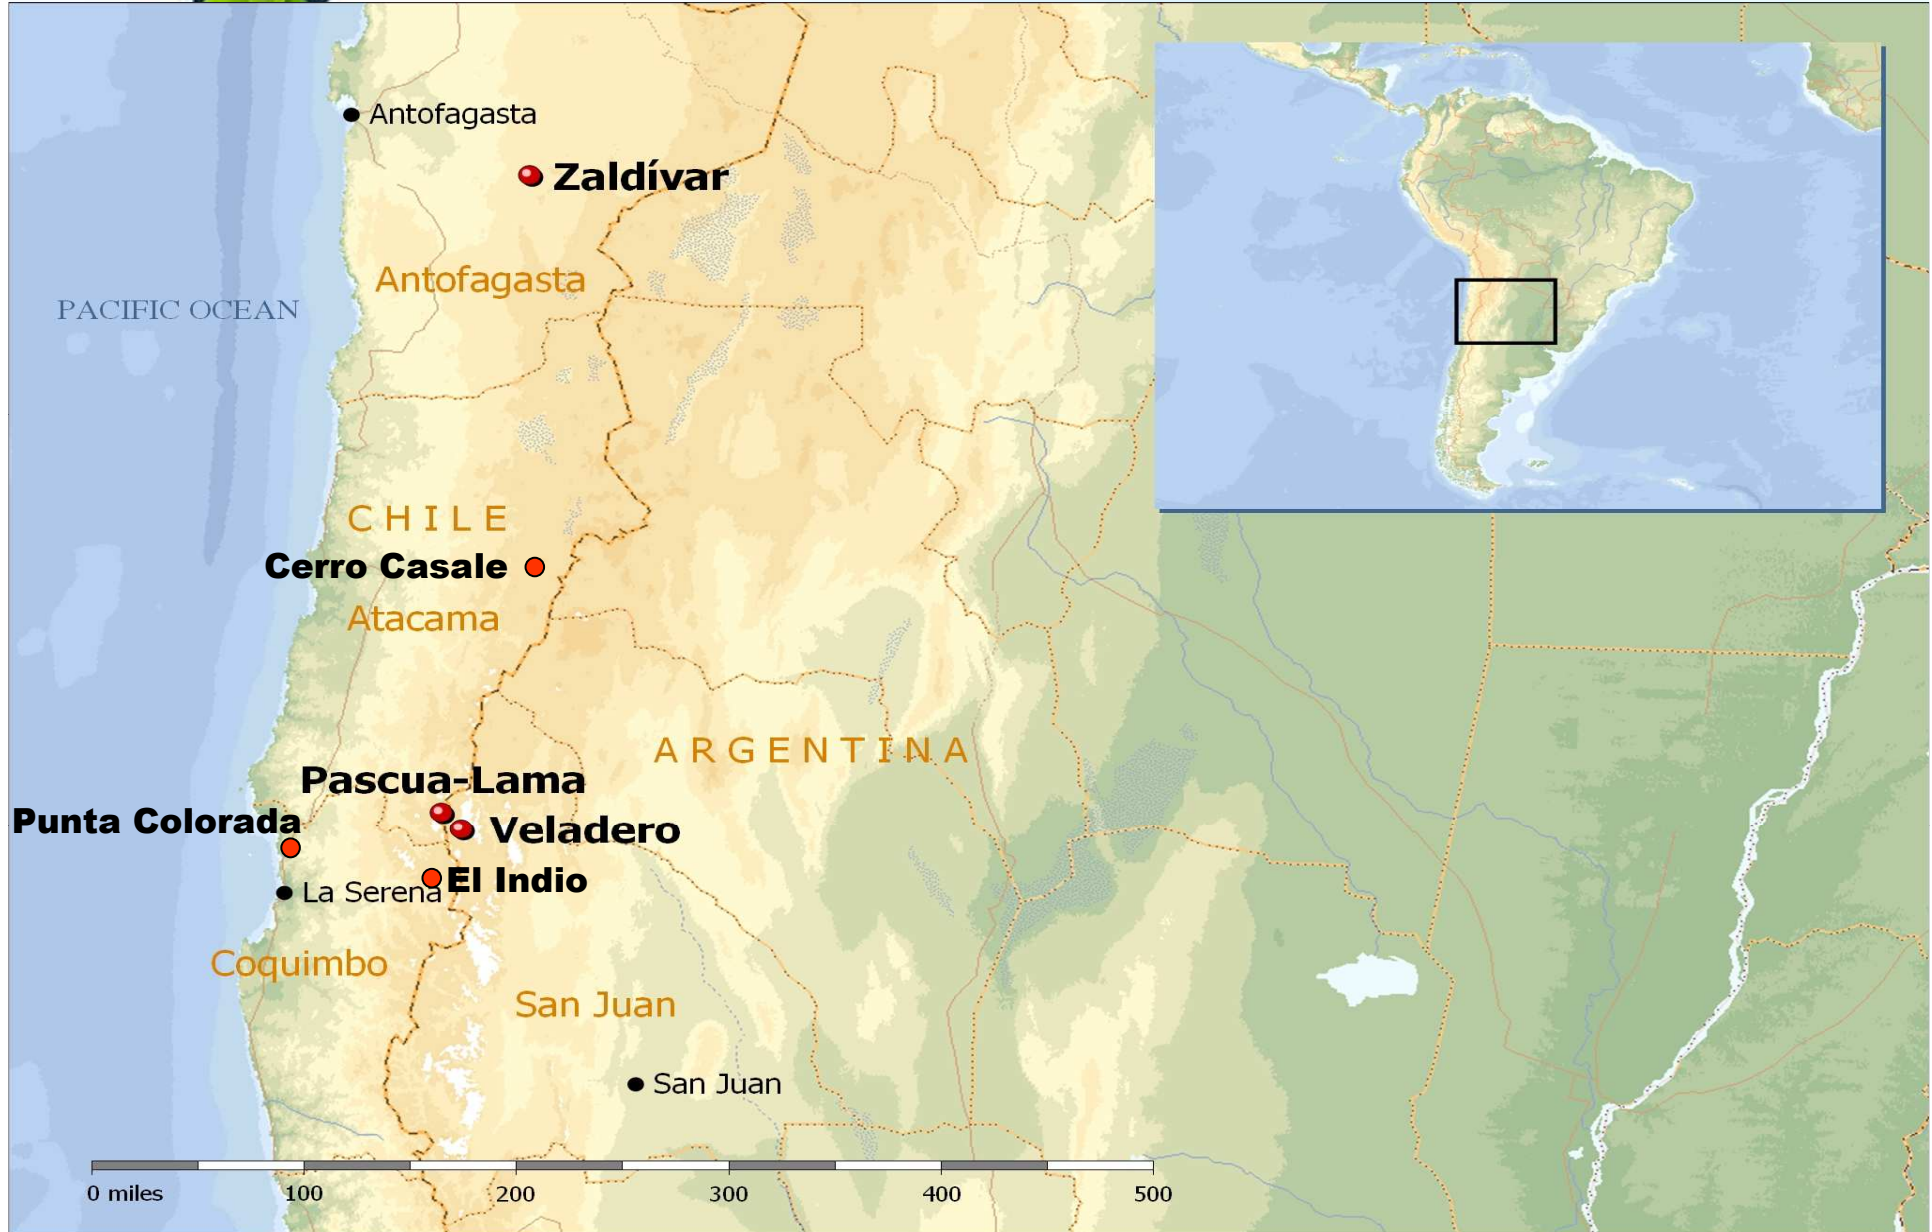 Antofagasta
Zaldívar
Antofagasta
PACIFIC OCEAN
CHILE
Cerro Casale
Atacama
ARGENTINA
Pascua-Lama
Punta Colorada
Veladero
El Indio
La Serena
Coquimbo
San Juan
San Juan
0 miles 100 200 300 400 500